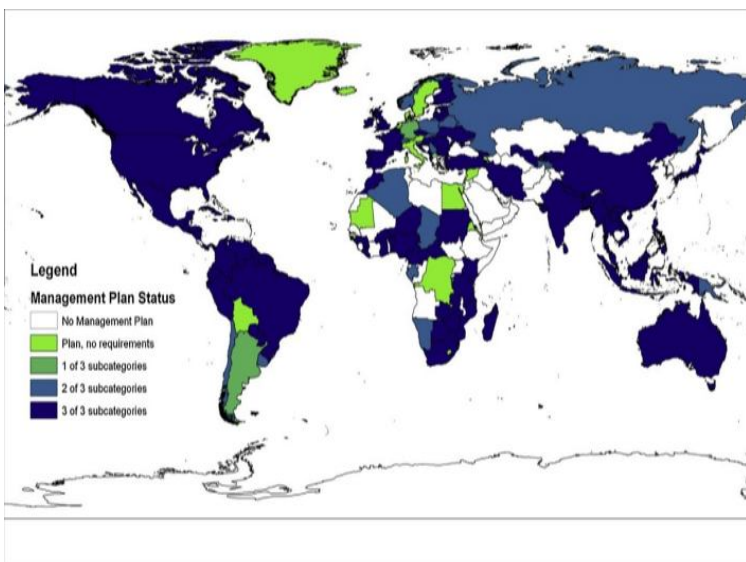 Legend
Management Plan Status
No Management Plan
Plan, no requirements
1 of 3 subcategories
2 of 3 subcategories
3 of 3 subcategories